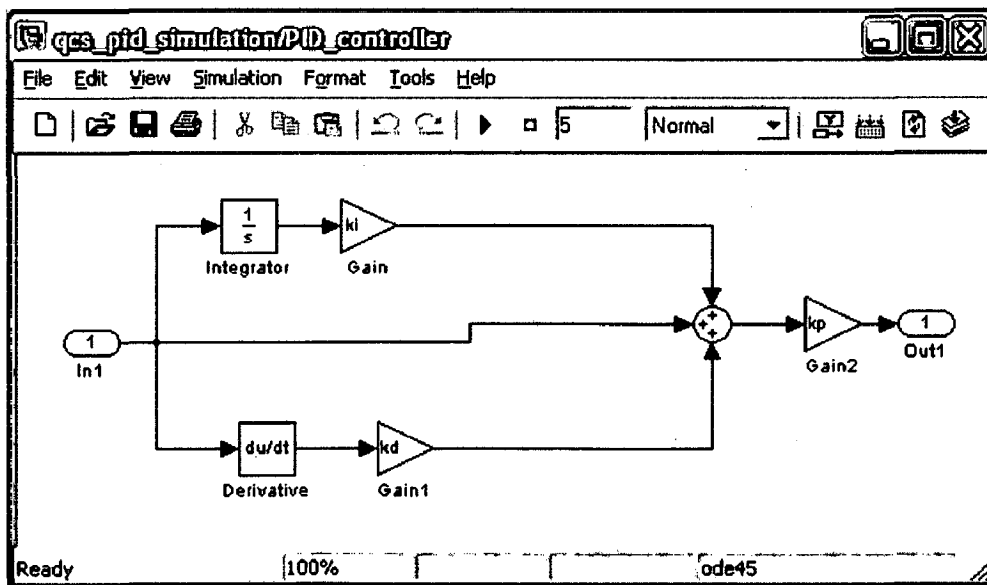 qcs_pid_simulation/PID_controller
File Edit View Simulation Format Tools Help
5 Normal
1
s
Integrator
ki
Gain
1
In1
+
+
+
kp
Gain2
1
Out1
du/dt
Derivative
kd
Gain1
Ready 100% ode45